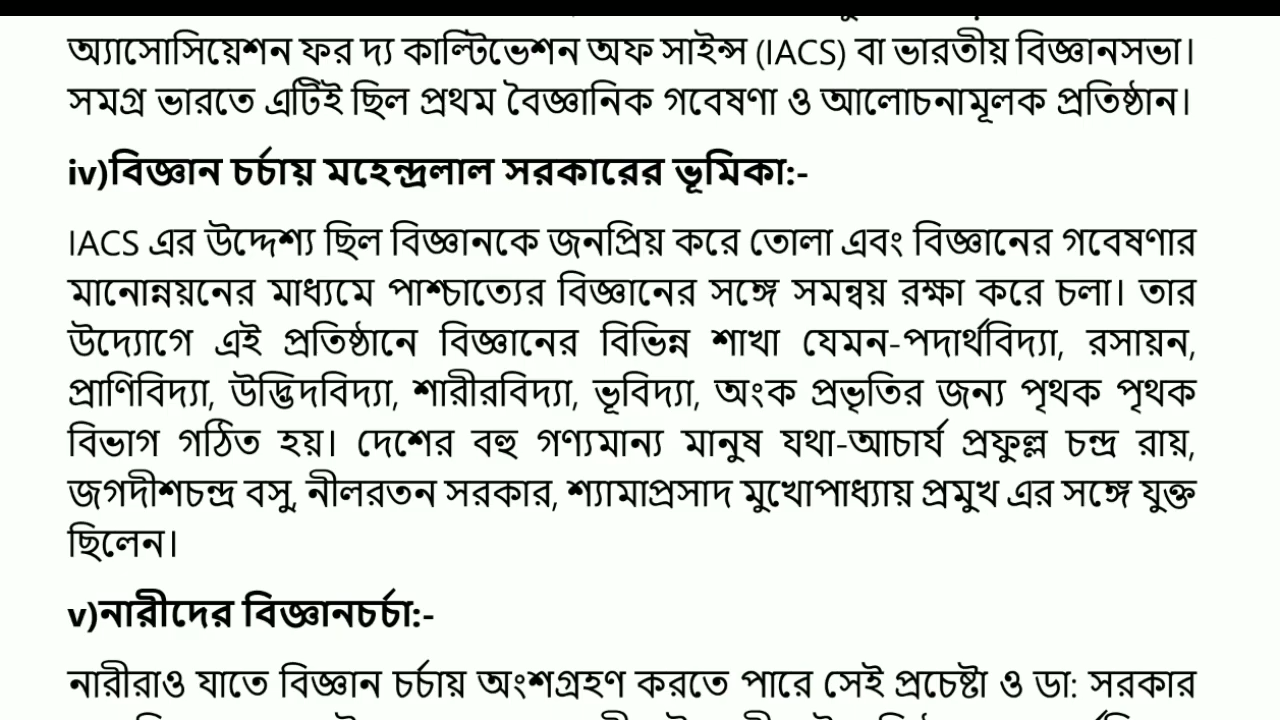 অ্যাসোসিয়েশন ফর দ্য কাল্টিভেশন অফ সাইন্স (IACS) বা ভারতীয় বিজ্ঞানসভা।
সমগ্র ভারতে এটিই ছিল প্রথম বৈজ্ঞানিক গবেষণা ও আলোচনামূলক প্রতিষ্ঠান।
iv)বিজ্ঞান চর্চায় মহেন্দ্রলাল সরকারের ভূমিকা:-
IACS এর উদ্দেশ্য ছিল বিজ্ঞানকে জনপ্রিয় করে তোলা এবং বিজ্ঞানের গবেষণার
মানোন্নয়নের মাধ্যমে পাশ্চাত্যের বিজ্ঞানের সঙ্গে সমন্বয় রক্ষা করে চলা। তার
উদ্যোগে এই প্রতিষ্ঠানে বিজ্ঞানের বিভিন্ন শাখা যেমন-পদার্থবিদ্যা, রসায়ন,
প্রাণিবিদ্যা, উদ্ভিদবিদ্যা, শারীরবিদ্যা, ভূবিদ্যা, অংক প্রভৃতির জন্য পৃথক পৃথক
বিভাগ গঠিত হয়। দেশের বহু গণ্যমান্য মানুষ যথা-আচার্য প্রফুল্ল চন্দ্র রায়,
জগদীশচন্দ্র বসু, নীলরতন সরকার, শ্যামাপ্রসাদ মুখোপাধ্যায় প্রমুখ এর সঙ্গে যুক্ত
ছিলেন।
v)নারীদের বিজ্ঞানচর্চা:-
নারীরাও যাতে বিজ্ঞান চর্চায় অংশগ্রহণ করতে পারে সেই প্রচেষ্টা ও ডা: সরকার